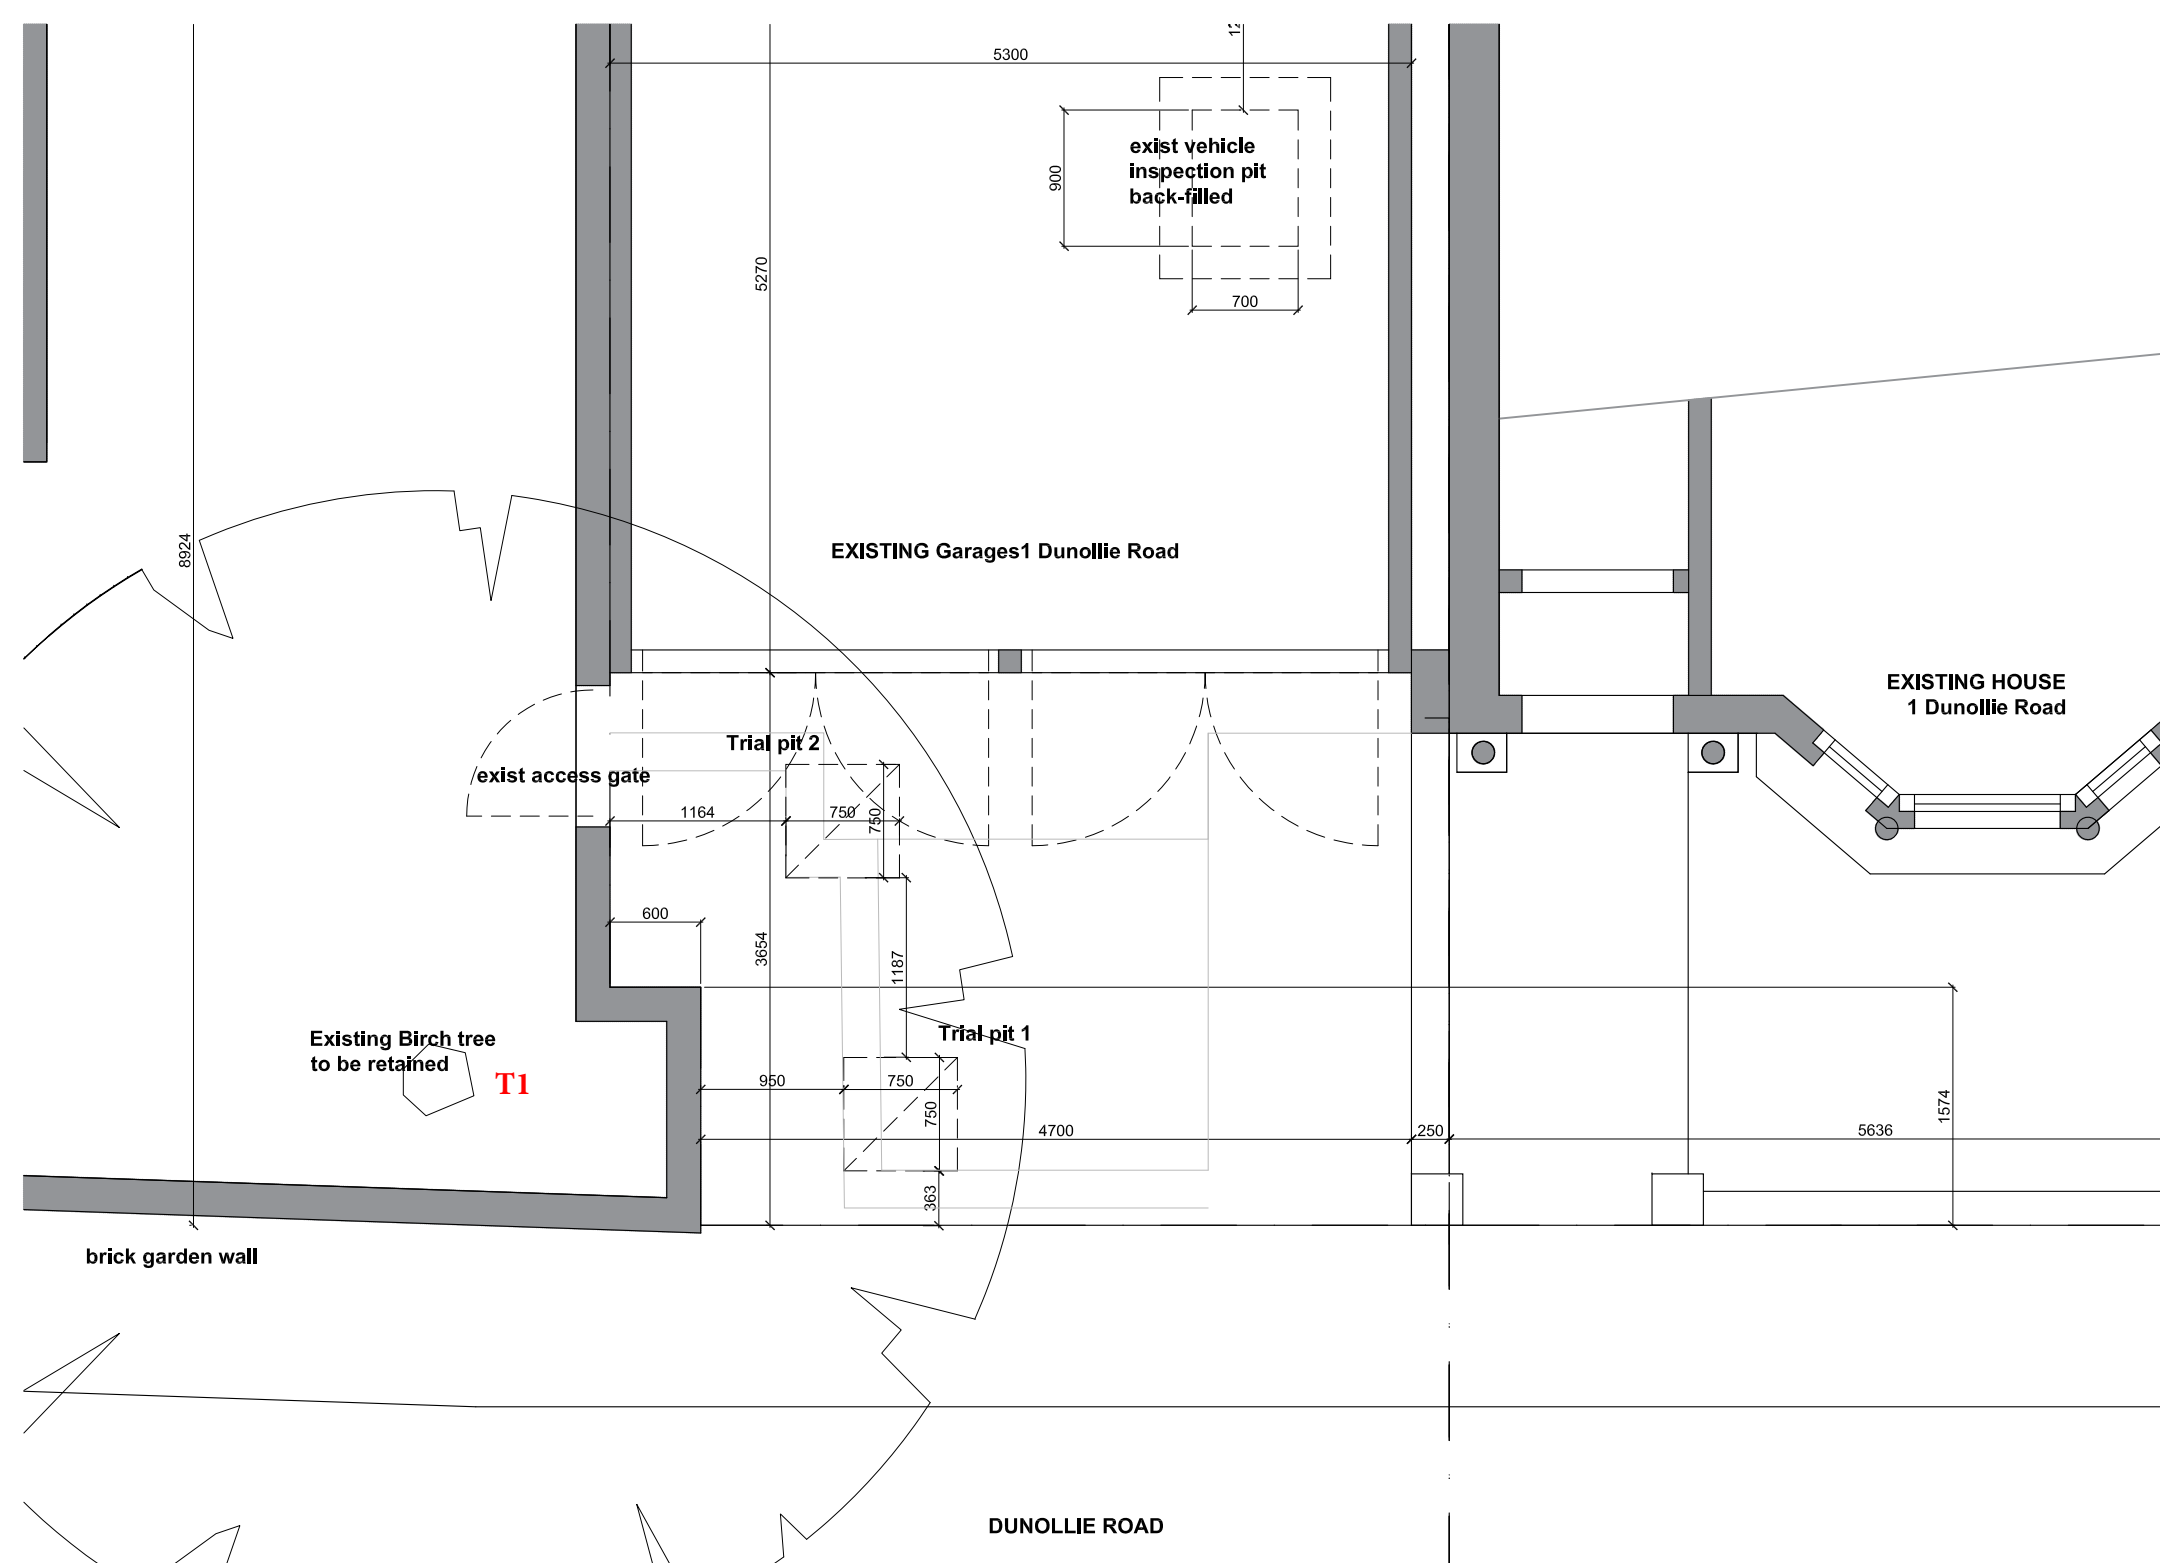 12
5300
exist vehicle
inspection pit
back-filled
900
700
5270
8924
EXISTING Garages1 Dunollie Road
EXISTING HOUSE
1 Dunollie Road
Trial pit 2
exist access gate
1164
750
750
600
3654
1187
Trial pit 1
Existing Birch tree
to be retained
T1
950
750
750
4700
250
5636
1574
363
brick garden wall
DUNOLLIE ROAD